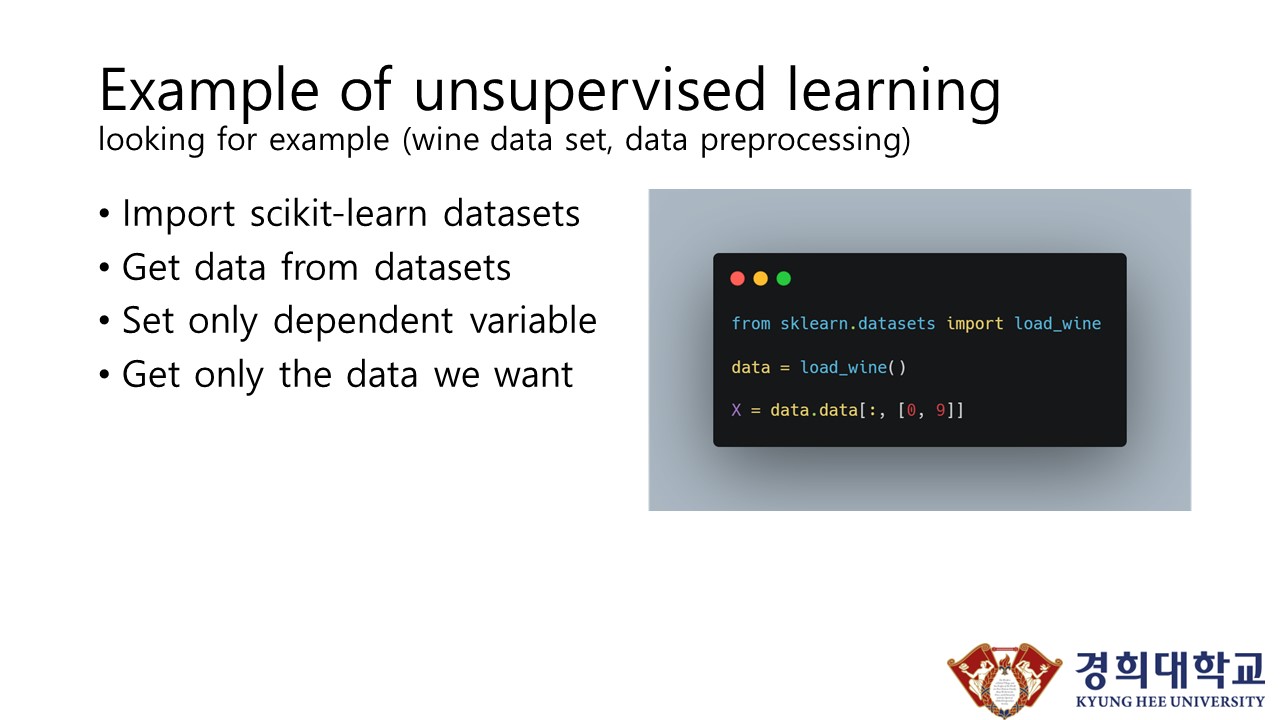 Example of unsupervised learning
looking for example (wine data set, data preprocessing)
• Import scikit-learn datasets
• Get data from datasets
• Set only dependent variable
• Get only the data we want
from sklearn.datasets import load_wine
data = load_wine()
X = data.data[:, [0, 9]]
경희대학교
KYUNG HEE UNIVERSITY